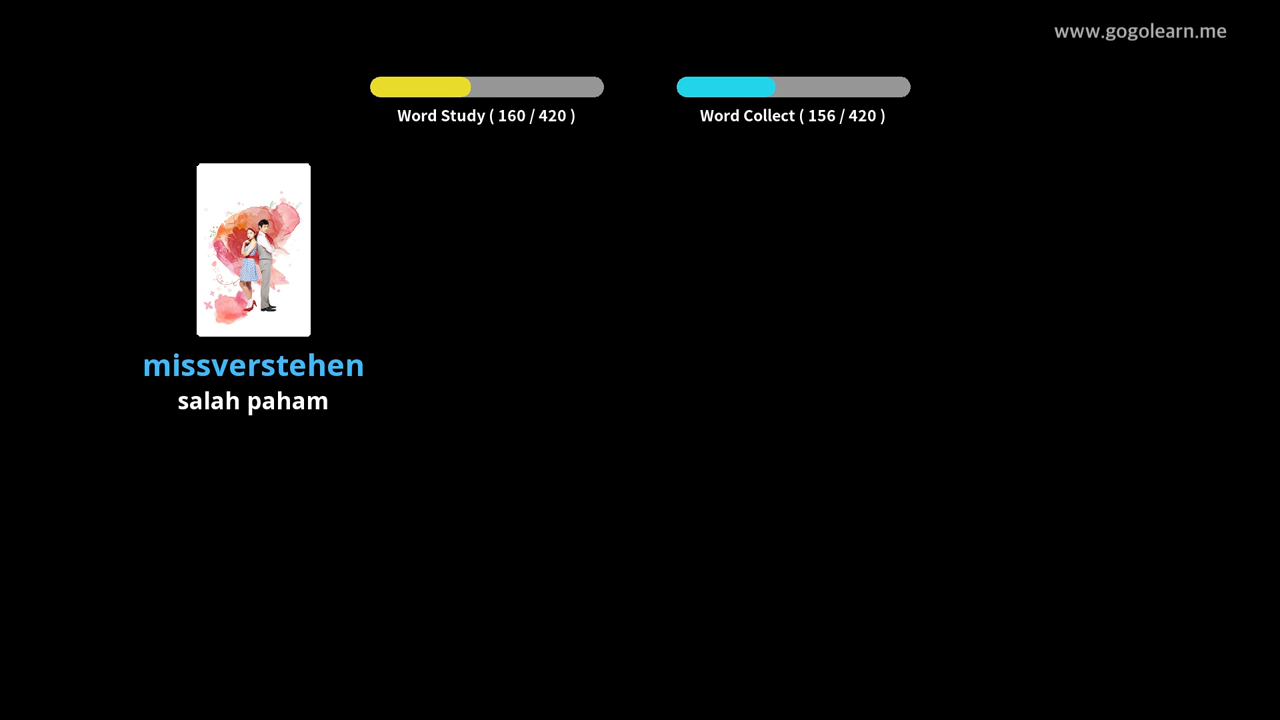 www.gogolearn.me
Word Study ( 160 / 420 )
Word Collect ( 156 / 420 )
missverstehen
salah paham